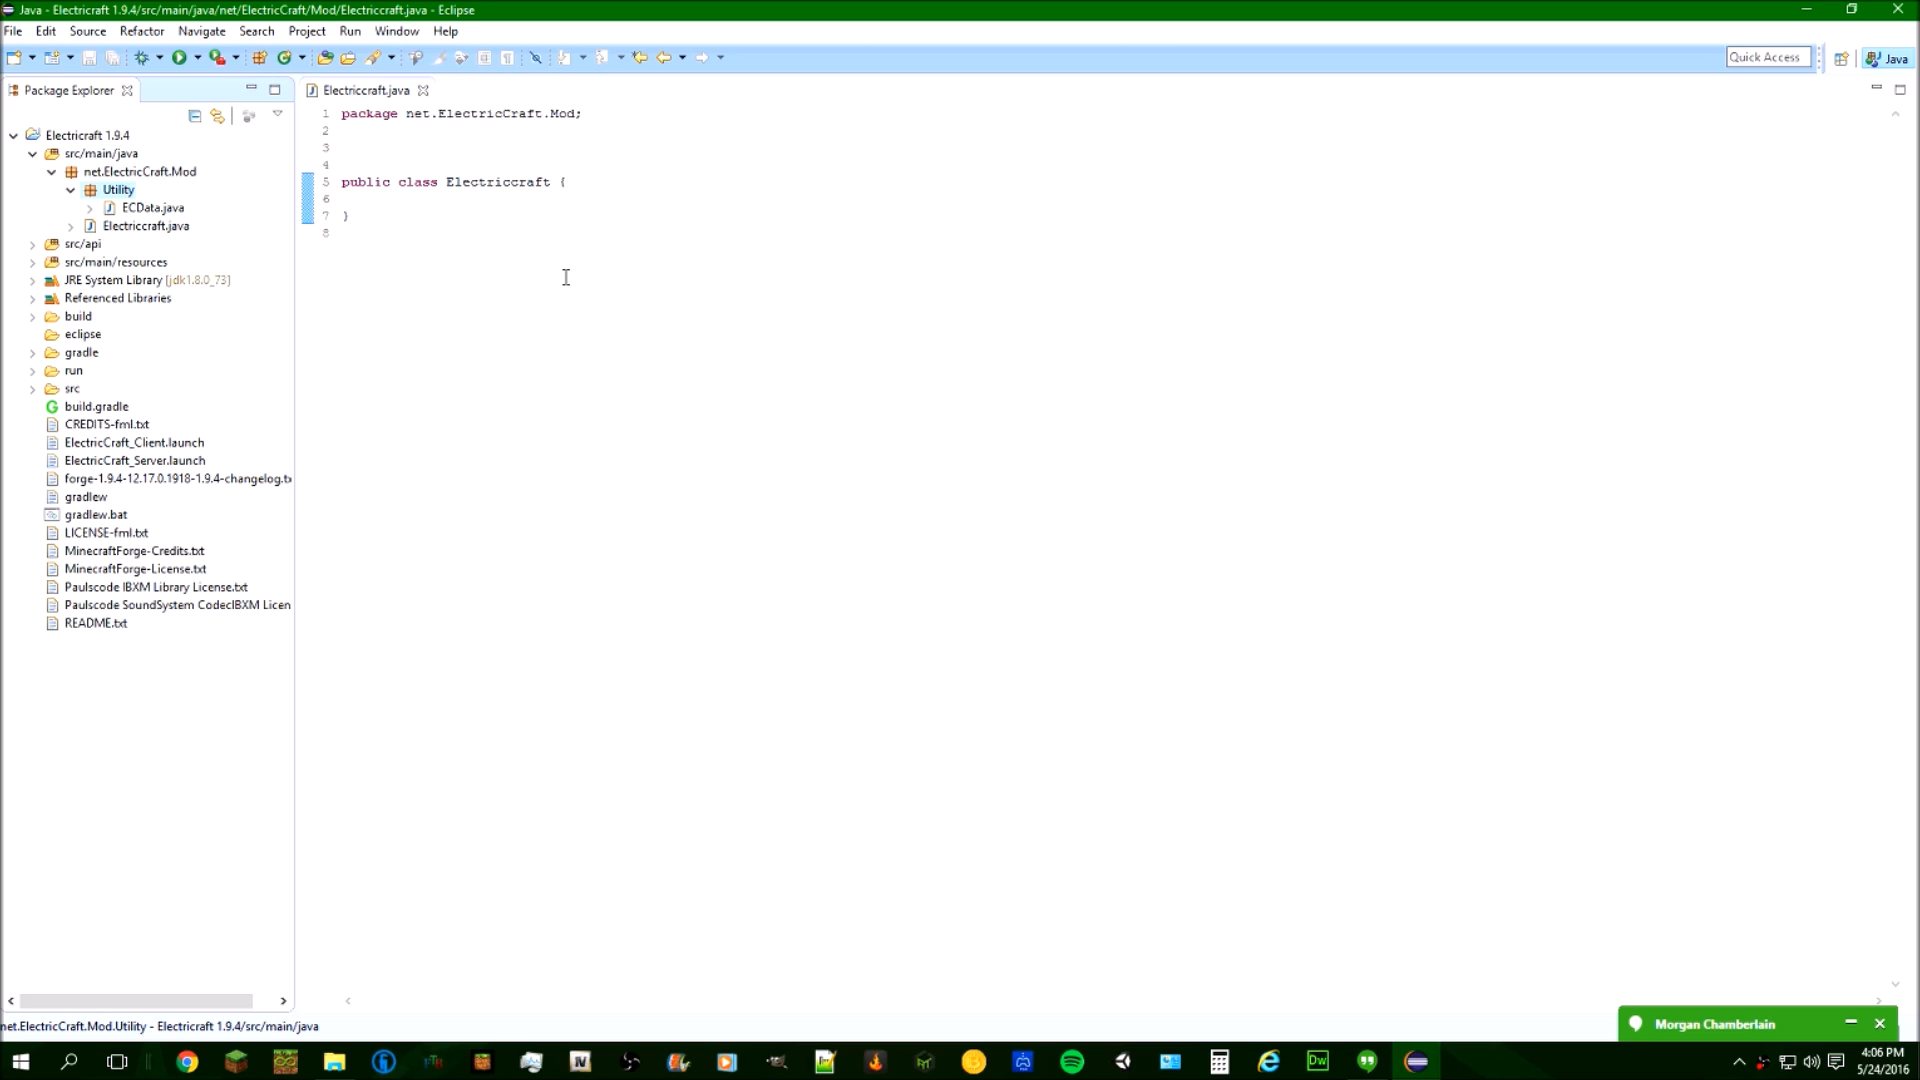 Java - Electricraft 1.9.4/src/main/java/net/ElectricCraft/Mod/Electriccraft.java - Eclipse
File Edit Source Refactor Navigate Search Project Run Window Help
Quick Access
Java
Package Explorer
Electriccraft.java
Electricraft 1.9.4
src/main/java
net.ElectricCraft.Mod
Utility
ECData.java
Electriccraft.java
src/api
src/main/resources
JRE System Library [jdk1.8.0_73]
Referenced Libraries
build
eclipse
gradle
run
src
build.gradle
CREDITS-fml.txt
ElectricCraft_Client.launch
ElectricCraft_Server.launch
forge-1.9.4-12.17.0.1918-1.9.4-changelog.tx
gradlew
gradlew.bat
LICENSE-fml.txt
MinecraftForge-Credits.txt
MinecraftForge-License.txt
Paulscode IBXM Library License.txt
Paulscode SoundSystem CodecIBXM Licen
README.txt
1 package net.ElectricCraft.Mod;
2
3
4
5 public class Electriccraft {
6
7 }
8
net.ElectricCraft.Mod.Utility - Electricraft 1.9.4/src/main/java
Morgan Chamberlain
Dw
4:06 PM
5/24/2016